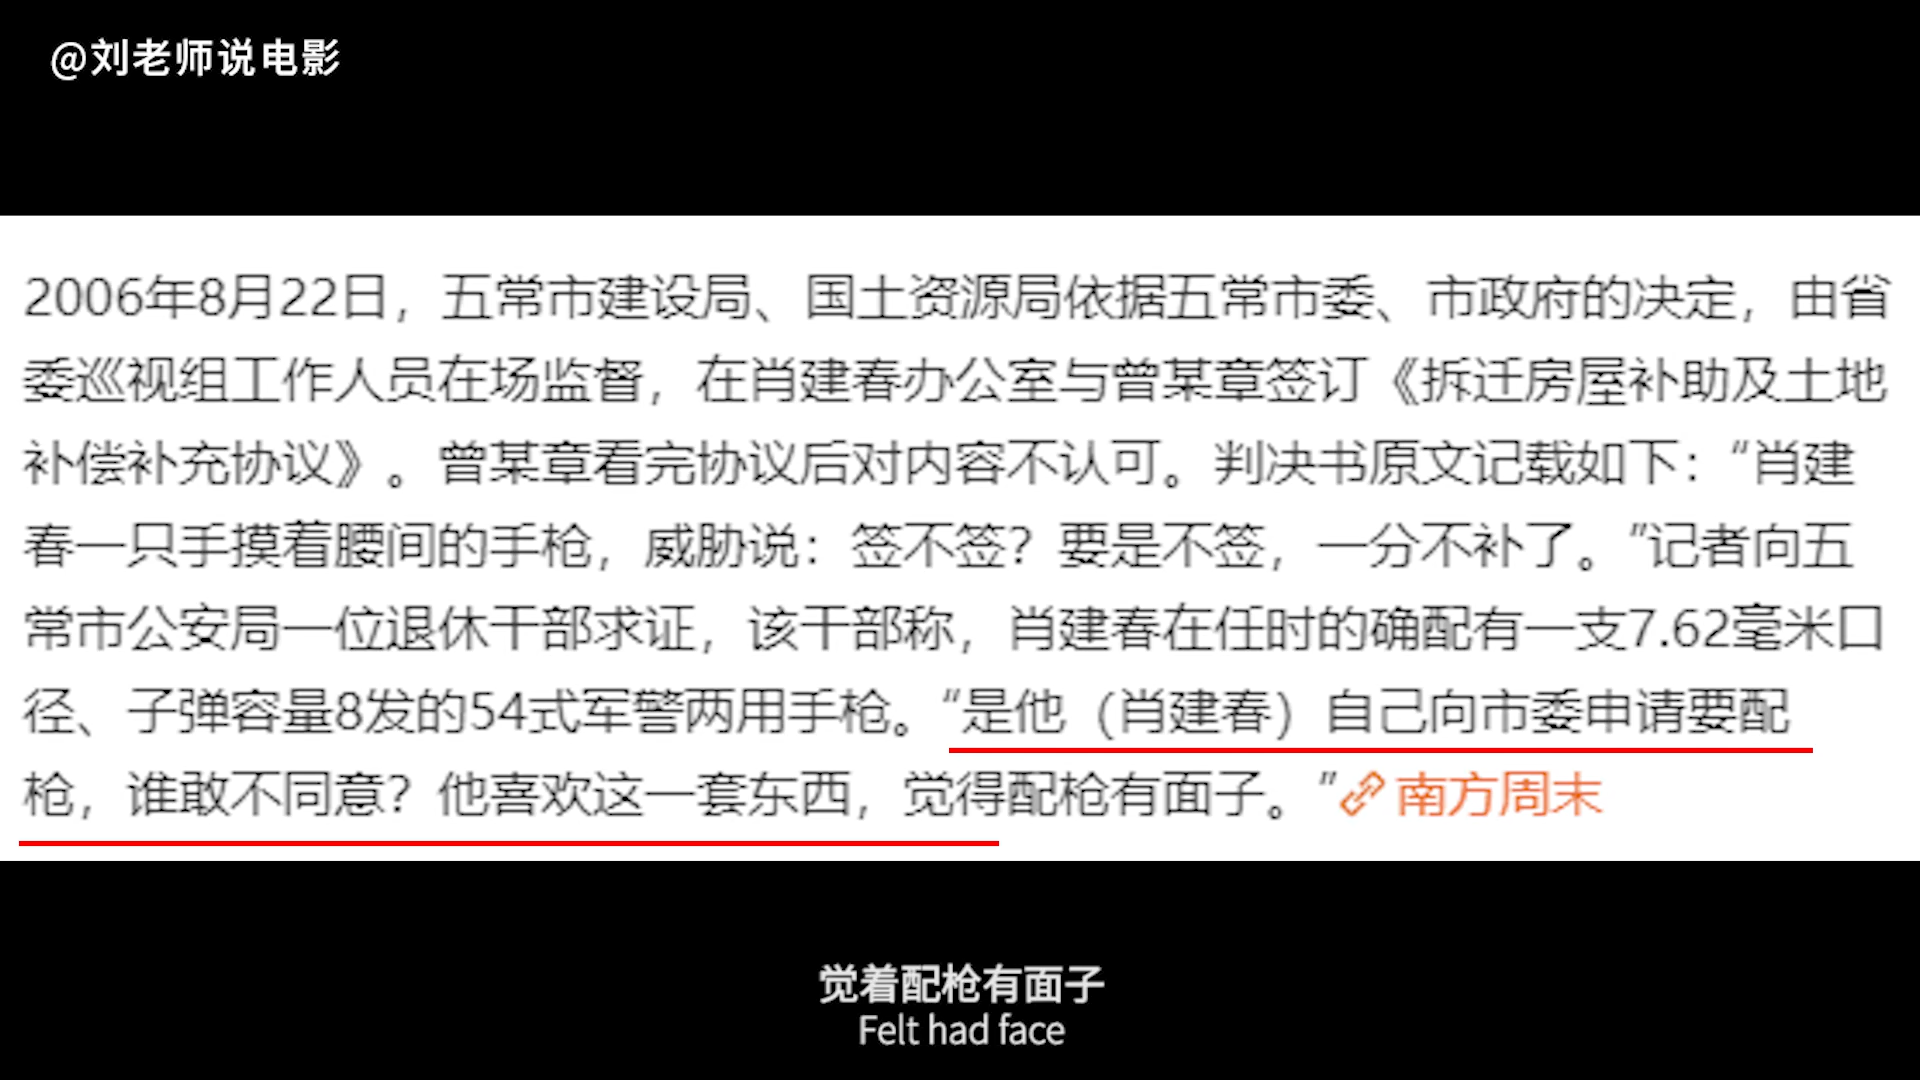 @刘老师说电影
2006年8月22日，五常市建设局、国土资源局依据五常市委、市政府的决定，由省
委巡视组工作人员在场监督，在肖建春办公室与曾某章签订《拆迁房屋补助及土地
补偿补充协议》。曾某章看完协议后对内容不认可。判决书原文记载如下：“肖建
春一只手摸着腰间的手枪，威胁说：签不签？要是不签，一分不补了。”记者向五
常市公安局一位退休干部求证，该干部称，肖建春在任时的确配有一支7.62毫米口
径、子弹容量8发的54式军警两用手枪。“是他（肖建春）自己向市委申请要配
枪，谁敢不同意？他喜欢这一套东西，觉得配枪有面子。”南方周末
觉着配枪有面子
Felt had face